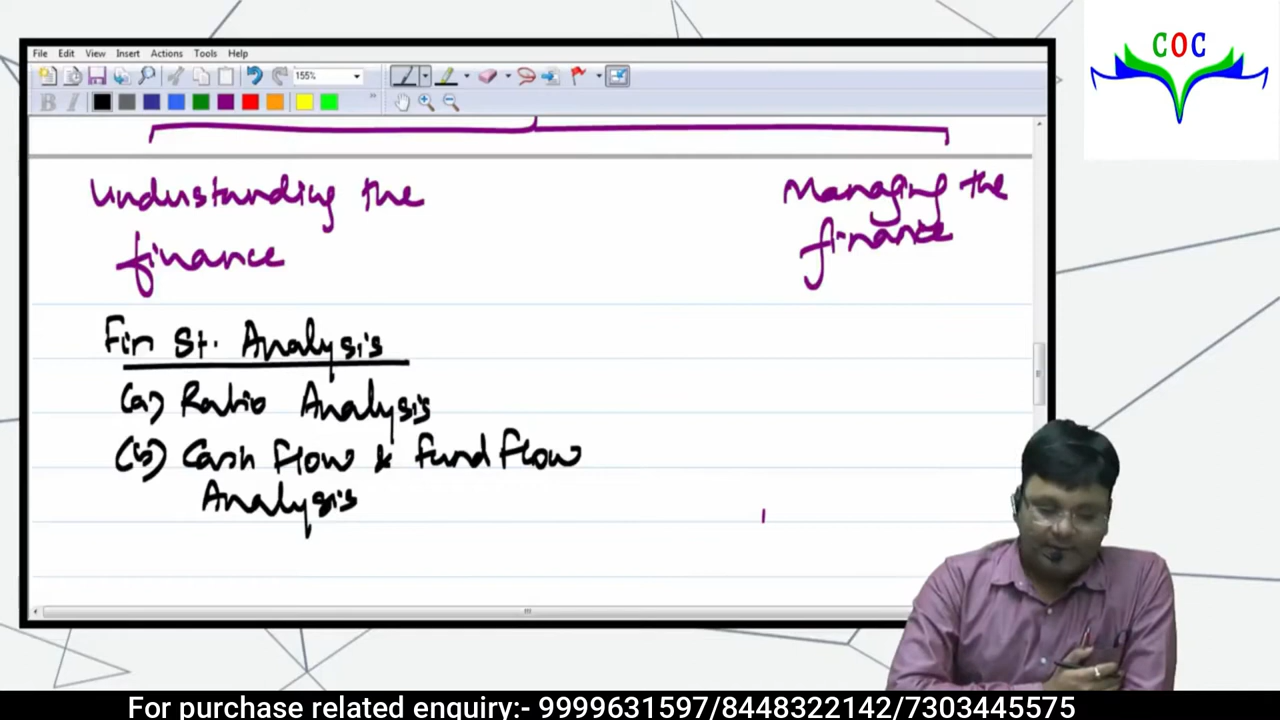 COC
File Edit View Insert Actions Tools Help
155%
B I
Understanding the
finance
Managing the
finance
Fin St. Analysis
(a) Ratio Analysis
(b) Cash flow & fund flow
Analysis
For purchase related enquiry:- 9999631597/8448322142/7303445575